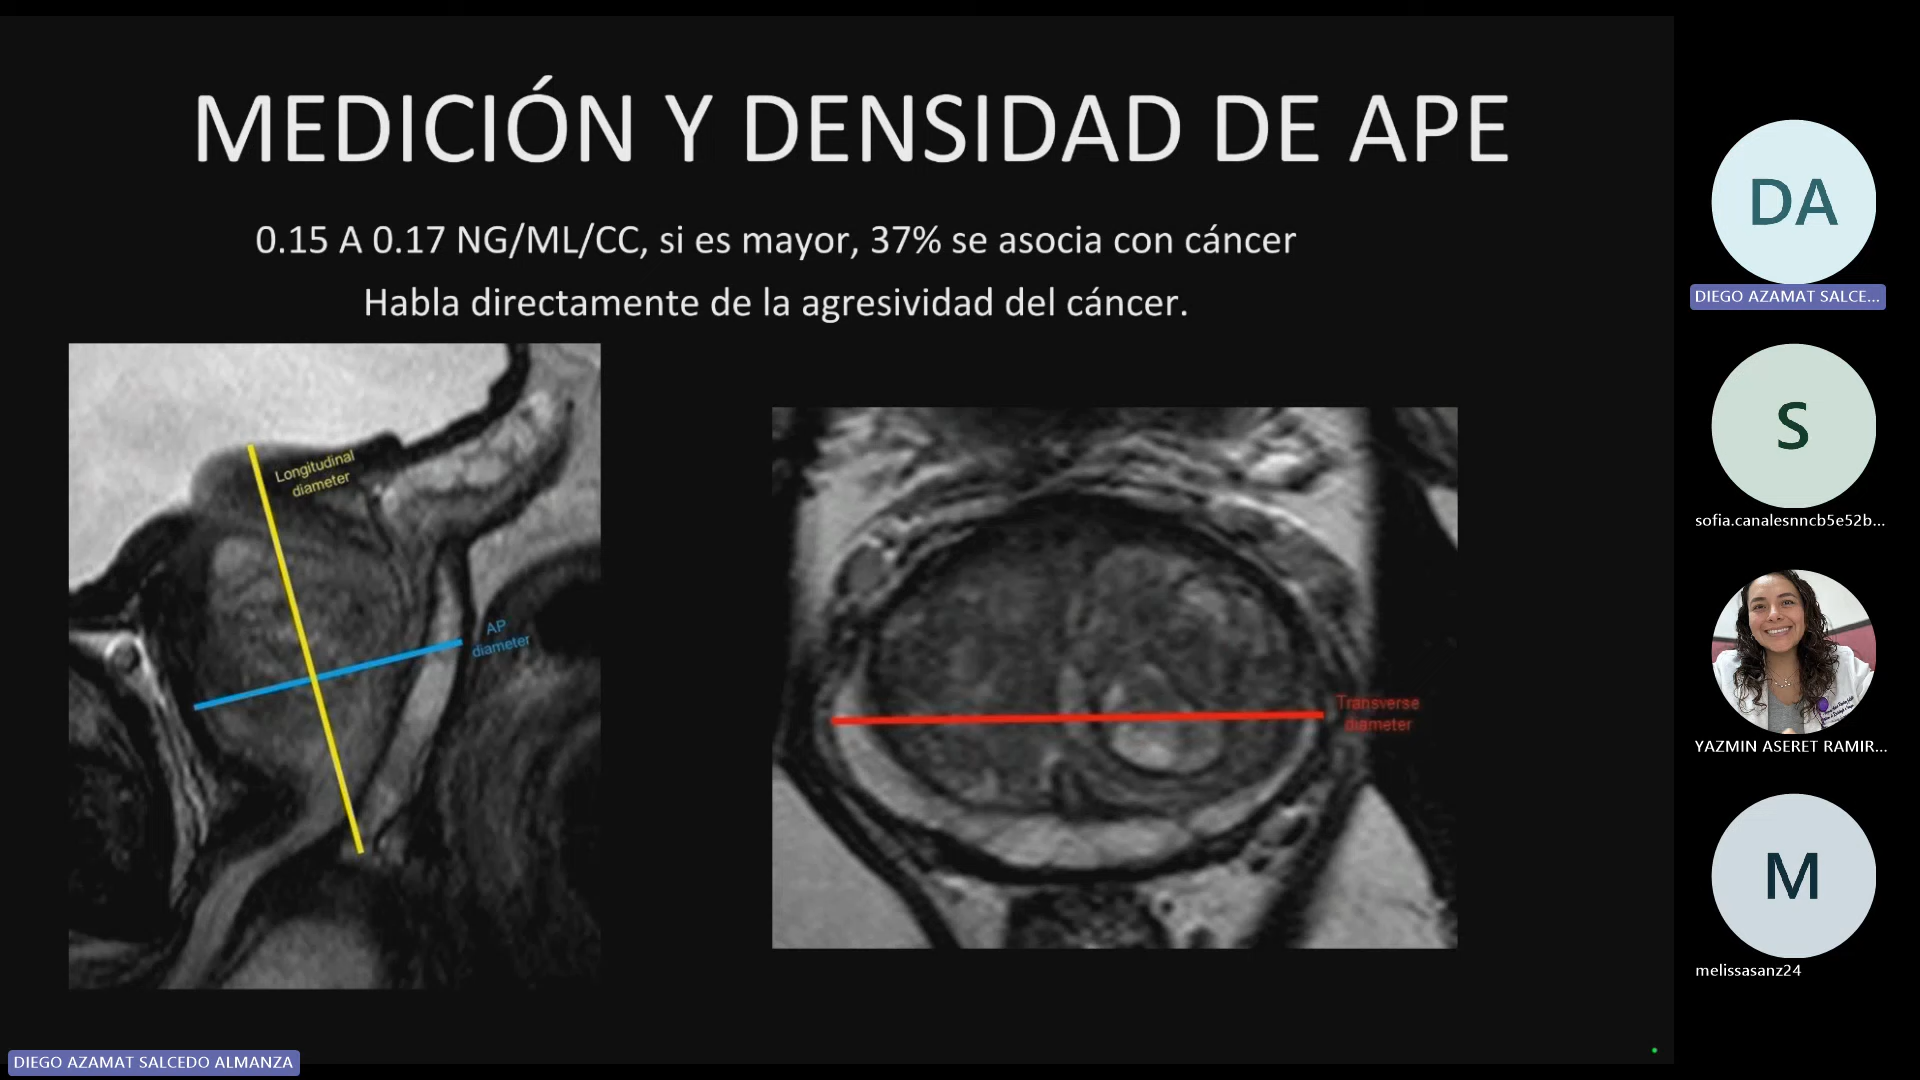 MEDICIÓN Y DENSIDAD DE APE
0.15 A 0.17 NG/ML/CC, si es mayor, 37% se asocia con cáncer
Habla directamente de la agresividad del cáncer.
Longitudinal
diameter
AP
diameter
Transverse
diameter
DA
DIEGO AZAMAT SALCE...
S
sofia.canalesnncb5e52b...
YAZMIN ASERET RAMIR...
M
melissasanz24
DIEGO AZAMAT SALCEDO ALMANZA